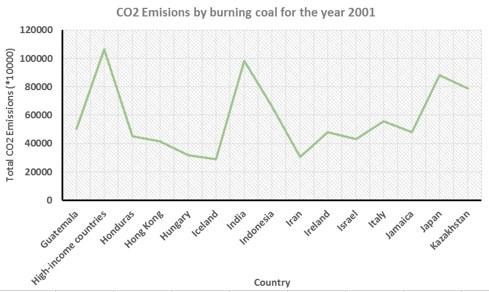 CO2 Emisions by burning coal for the year 2001
Total CO2 Emissions (*10000)
120000
100000
80000
60000
40000
20000
0
Guatemala
High-income countries
Honduras
Hong Kong
Hungary
Iceland
India
Indonesia
Iran
Ireland
Israel
Italy
Jamaica
Japan
Kazakhstan
Country